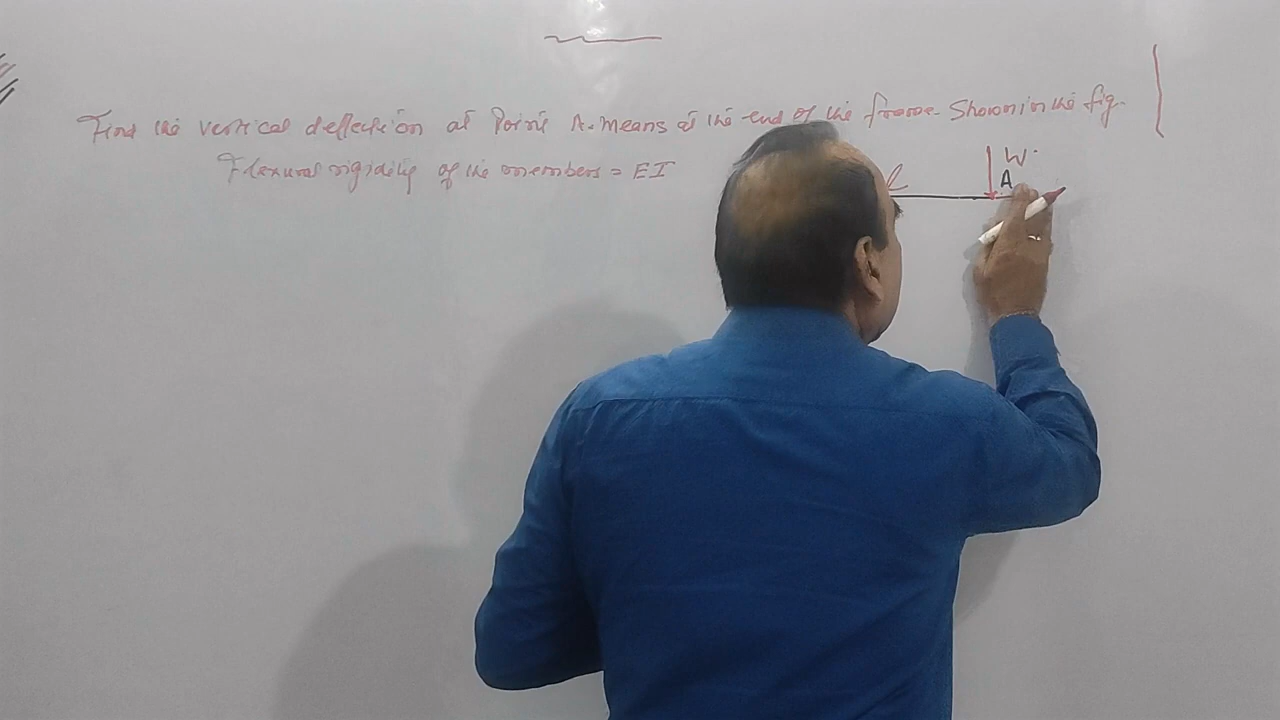 Find the vertical deflection at Point A. Means at the end of the frame. Shown in the fig.
Flexural rigidity of the members = EI
W.
l
A